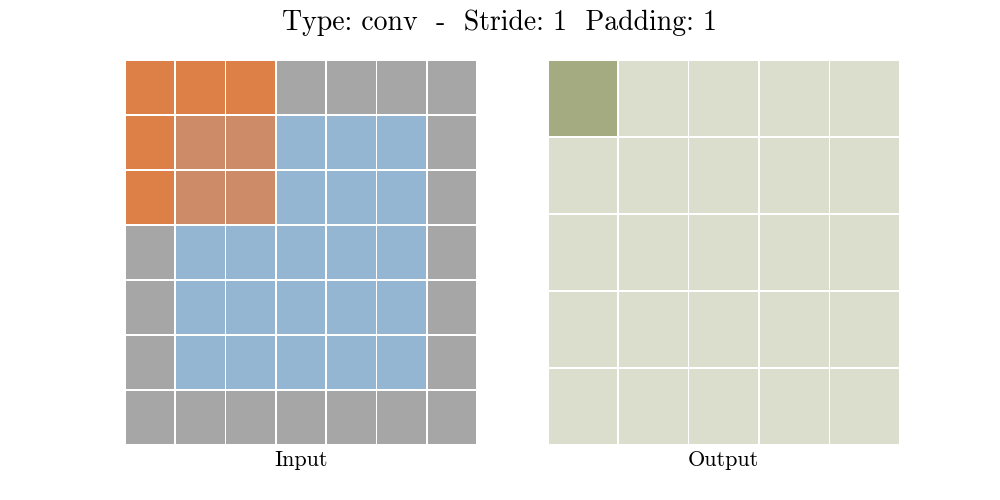 Type: conv - Stride: 1 Padding: 1
Input
Output